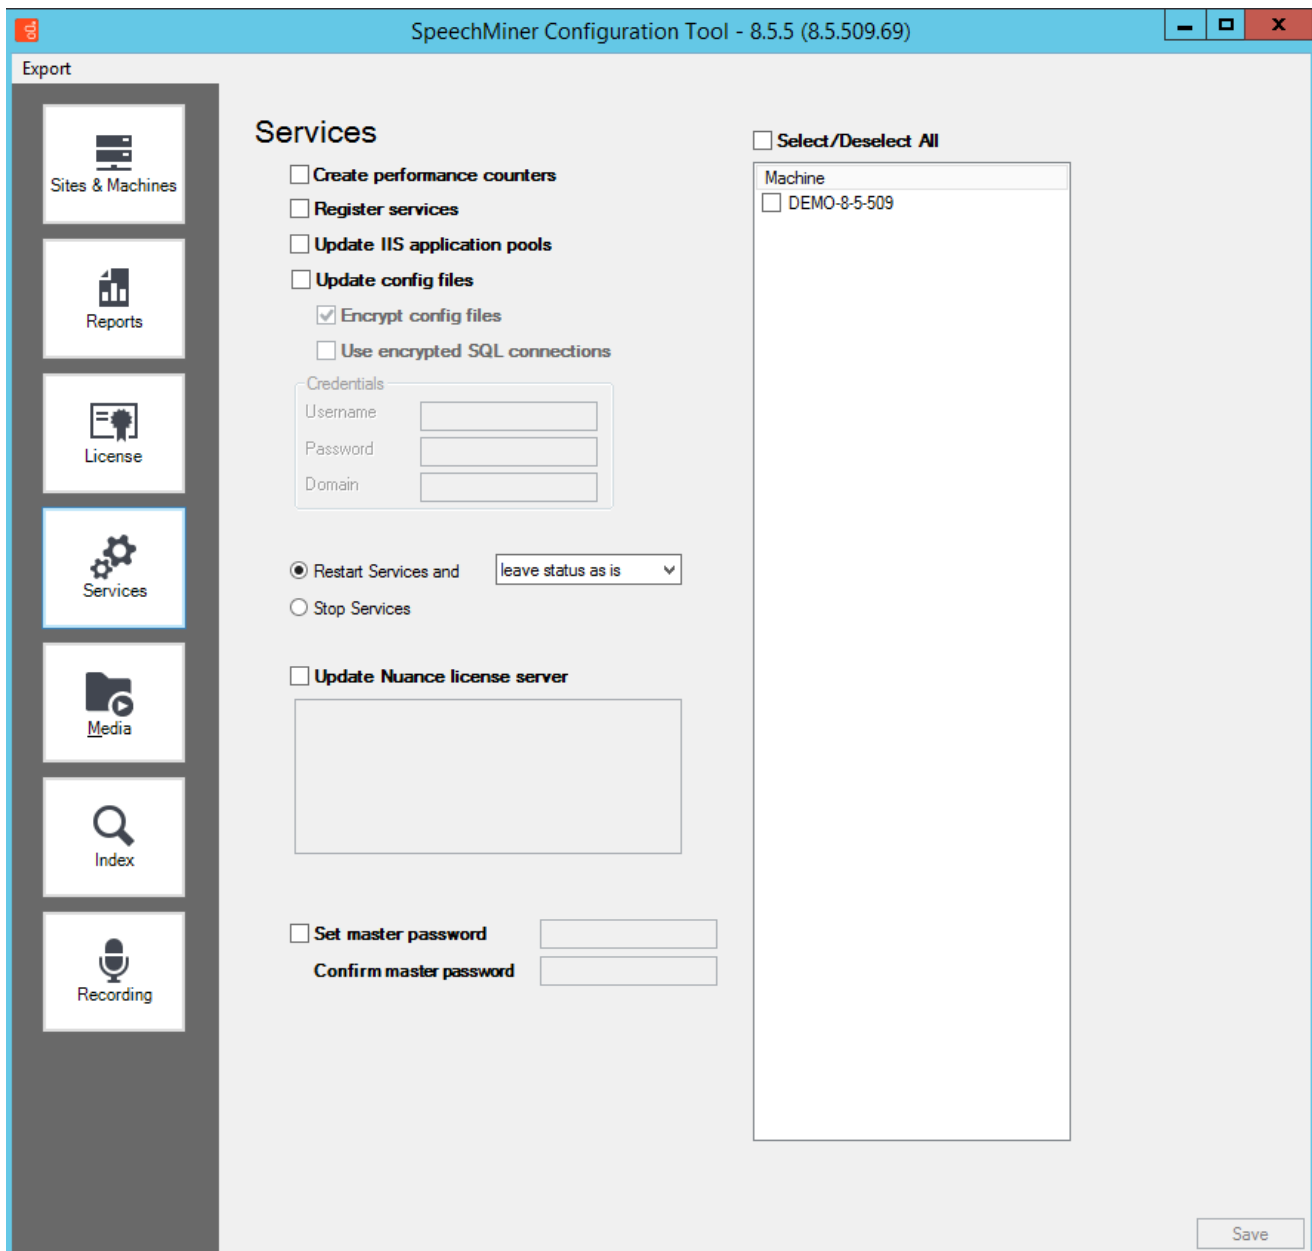 SpeechMiner Configuration Tool - 8.5.5 (8.5.509.69)
Export
Sites & Machines
Reports
License
Services
Media
Index
Recording
Services
Create performance counters
Register services
Update IIS application pools
Update config files
Encrypt config files
Use encrypted SQL connections
Credentials
Username
Password
Domain
Restart Services and leave status as is
Stop Services
Update Nuance license server
Set master password
Confirm master password
Select/Deselect All
Machine
DEMO-8-5-509
Save